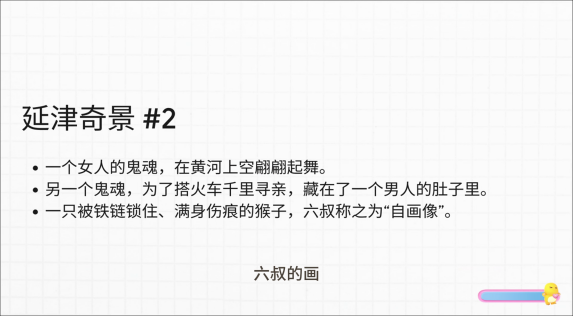 延津奇景 #2
• 一个女人的鬼魂，在黄河上空翩翩起舞。
• 另一个鬼魂，为了搭火车千里寻亲，藏在了一个男人的肚子里。
• 一只被铁链锁住、满身伤痕的猴子，六叔称之为“自画像”。
六叔的画